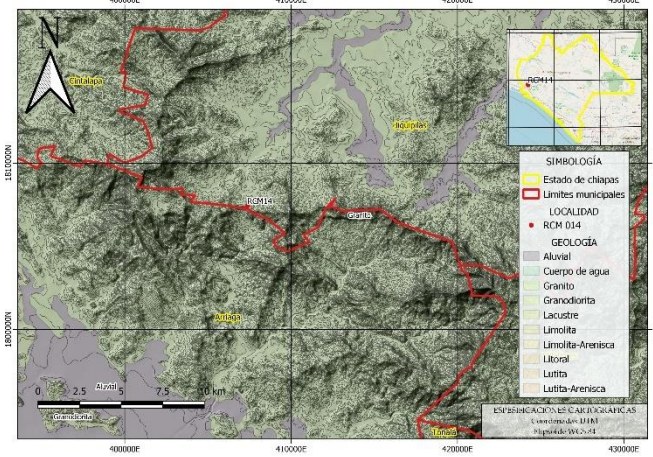 400000E
410000E
420000E
430000E
N
Cintalapa
Jiquipilas
RCM14
1810000N
RCM14
Granito
SIMBOLOGÍA
Estado de chiapas
Limites municipales
LOCALIDAD
RCM 014
GEOLOGÍA
Aluvial
Cuerpo de agua
Granito
Granodiorita
Lacustre
Limolita
Limolita-Arenisca
Litoral
Lutita
Lutita-Arenisca
Arriaga
1800000N
Aluvial
0 2.5 5 7.5 10 km
Granodiorita
Tonalá
ESPESIFICACIONES CARTOGRÁFICAS
Coordenadas UTM
Elipsoide WGS 84
400000E
410000E
420000E
430000E